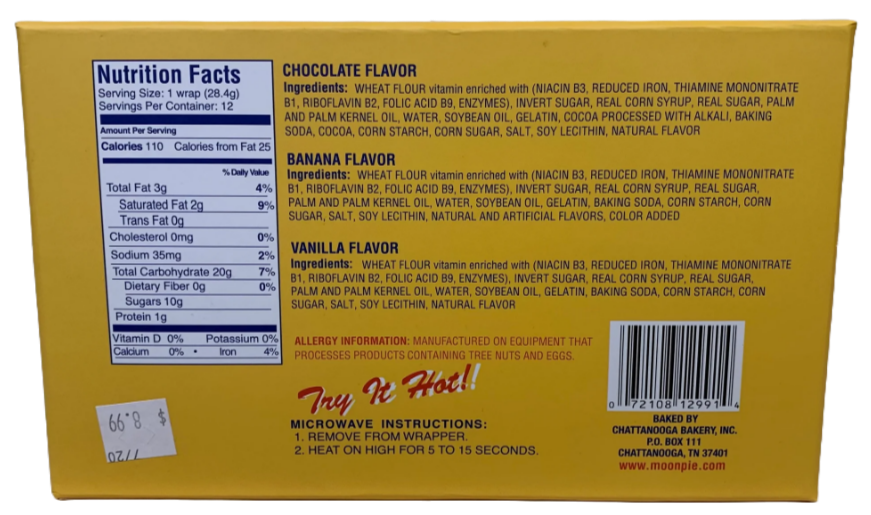 Nutrition Facts
Serving Size: 1 wrap (28.4g)
Servings Per Container: 12
Amount Per Serving
Calories 110 Calories from Fat 25
% Daily Value
Total Fat 3g 4%
Saturated Fat 2g 9%
Trans Fat 0g
Cholesterol 0mg 0%
Sodium 35mg 2%
Total Carbohydrate 20g 7%
Dietary Fiber 0g 0%
Sugars 10g
Protein 1g
Vitamin D 0% Potassium 0%
Calcium 0% • Iron 4%
CHOCOLATE FLAVOR
Ingredients: WHEAT FLOUR vitamin enriched with (NIACIN B3, REDUCED IRON, THIAMINE MONONITRATE
B1, RIBOFLAVIN B2, FOLIC ACID B9, ENZYMES), INVERT SUGAR, REAL CORN SYRUP, REAL SUGAR, PALM
AND PALM KERNEL OIL, WATER, SOYBEAN OIL, GELATIN, COCOA PROCESSED WITH ALKALI, BAKING
SODA, COCOA, CORN STARCH, CORN SUGAR, SALT, SOY LECITHIN, NATURAL FLAVOR
BANANA FLAVOR
Ingredients: WHEAT FLOUR vitamin enriched with (NIACIN B3, REDUCED IRON, THIAMINE MONONITRATE
B1, RIBOFLAVIN B2, FOLIC ACID B9, ENZYMES), INVERT SUGAR, REAL CORN SYRUP, REAL SUGAR,
PALM AND PALM KERNEL OIL, WATER, SOYBEAN OIL, GELATIN, BAKING SODA, CORN STARCH, CORN
SUGAR, SALT, SOY LECITHIN, NATURAL AND ARTIFICIAL FLAVORS, COLOR ADDED
VANILLA FLAVOR
Ingredients: WHEAT FLOUR vitamin enriched with (NIACIN B3, REDUCED IRON, THIAMINE MONONITRATE
B1, RIBOFLAVIN B2, FOLIC ACID B9, ENZYMES), INVERT SUGAR, REAL CORN SYRUP, REAL SUGAR,
PALM AND PALM KERNEL OIL, WATER, SOYBEAN OIL, GELATIN, BAKING SODA, CORN STARCH, CORN
SUGAR, SALT, SOY LECITHIN, NATURAL FLAVOR
ALLERGY INFORMATION: MANUFACTURED ON EQUIPMENT THAT
PROCESSES PRODUCTS CONTAINING TREE NUTS AND EGGS.
Try It Hot!!
MICROWAVE INSTRUCTIONS:
1. REMOVE FROM WRAPPER.
2. HEAT ON HIGH FOR 5 TO 15 SECONDS.
$ 8.99
0 72108 12991 4
BAKED BY
CHATTANOOGA BAKERY, INC.
P.O. BOX 111
CHATTANOOGA, TN 37401
www.moonpie.com